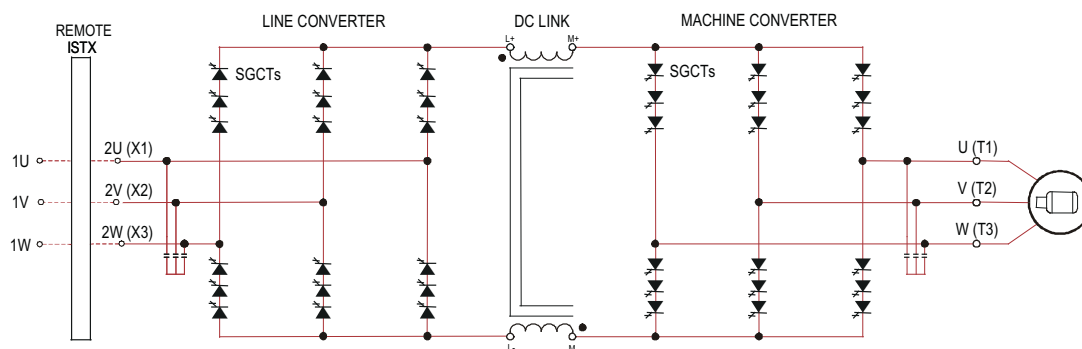 LINE CONVERTER
DC LINK
MACHINE CONVERTER
REMOTE
ISTX
L+
M+
SGCTs
SGCTs
1U
2U (X1)
U (T1)
1V
2V (X2)
V (T2)
1W
2W (X3)
W (T3)